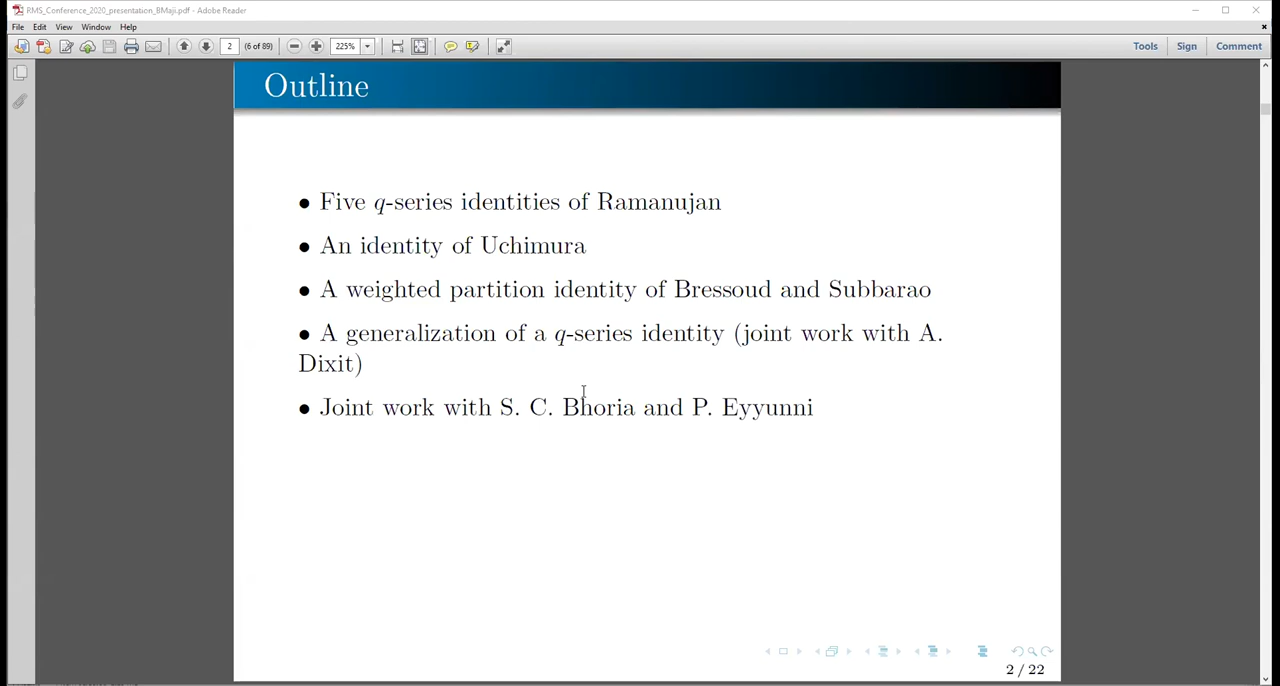 RMS_Conference_2020_presentation_BMaji.pdf - Adobe Reader
File Edit View Window Help
2 (6 of 89) 225% Tools Sign Comment
Outline
• Five q-series identities of Ramanujan
• An identity of Uchimura
• A weighted partition identity of Bressoud and Subbarao
• A generalization of a q-series identity (joint work with A.
Dixit)
• Joint work with S. C. Bhoria and P. Eyyunni
2 / 22